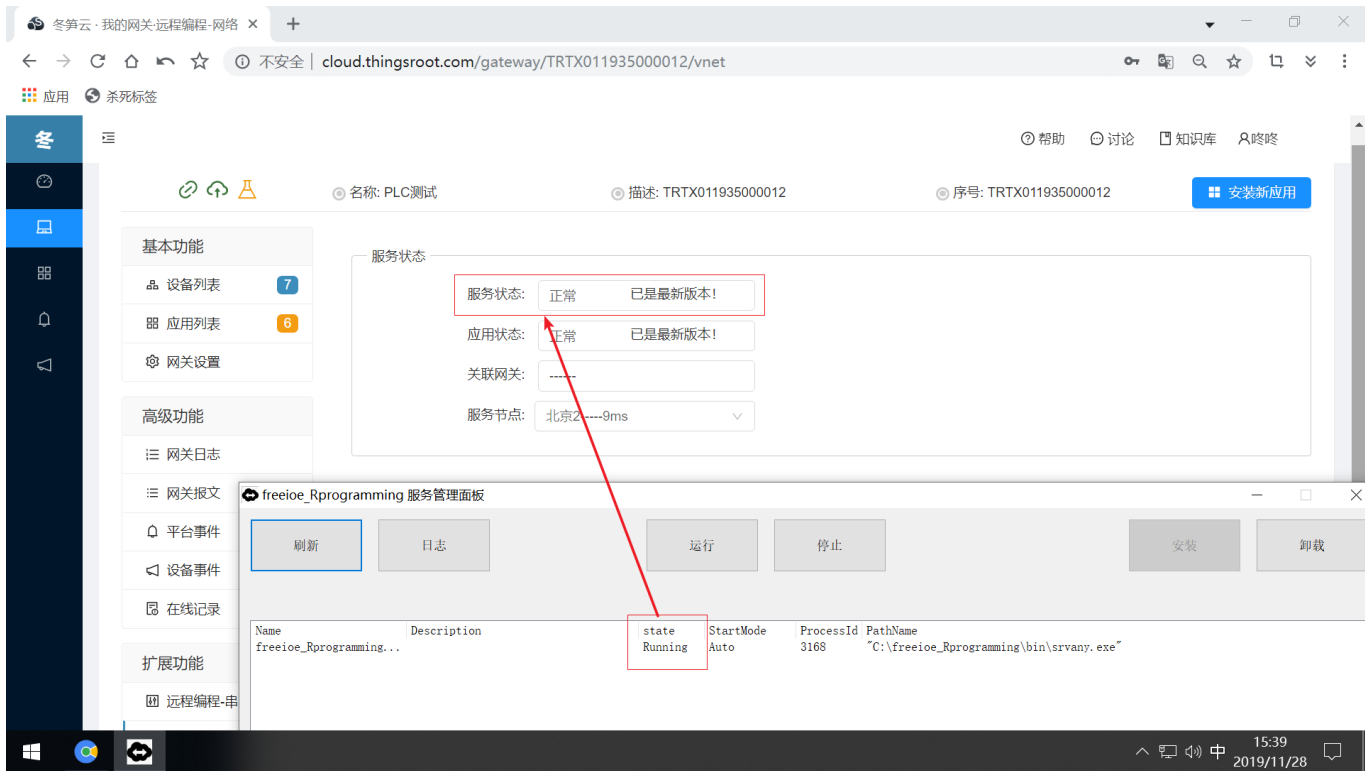 冬笋云 · 我的网关·远程编程-网络
不安全 | cloud.thingsroot.com/gateway/TRTX011935000012/vnet
应用 杀死标签
冬
帮助 讨论 知识库 咚咚
名称: PLC测试 描述: TRTX011935000012 序号: TRTX011935000012 安装新应用
基本功能
设备列表 7
应用列表 6
网关设置
高级功能
网关日志
网关报文
平台事件
设备事件
在线记录
扩展功能
远程编程-串
服务状态
服务状态: 正常 已是最新版本!
应用状态: 正常 已是最新版本!
关联网关: ------
服务节点: 北京2-----9ms
freeioe_Rprogramming 服务管理面板
刷新 日志 运行 停止 安装 卸载
Name Description state StartMode ProcessId PathName
freeioe_Rprogramming... Running Auto 3168 "C:\freeioe_Rprogramming\bin\srvany.exe"
中 15:39
2019/11/28